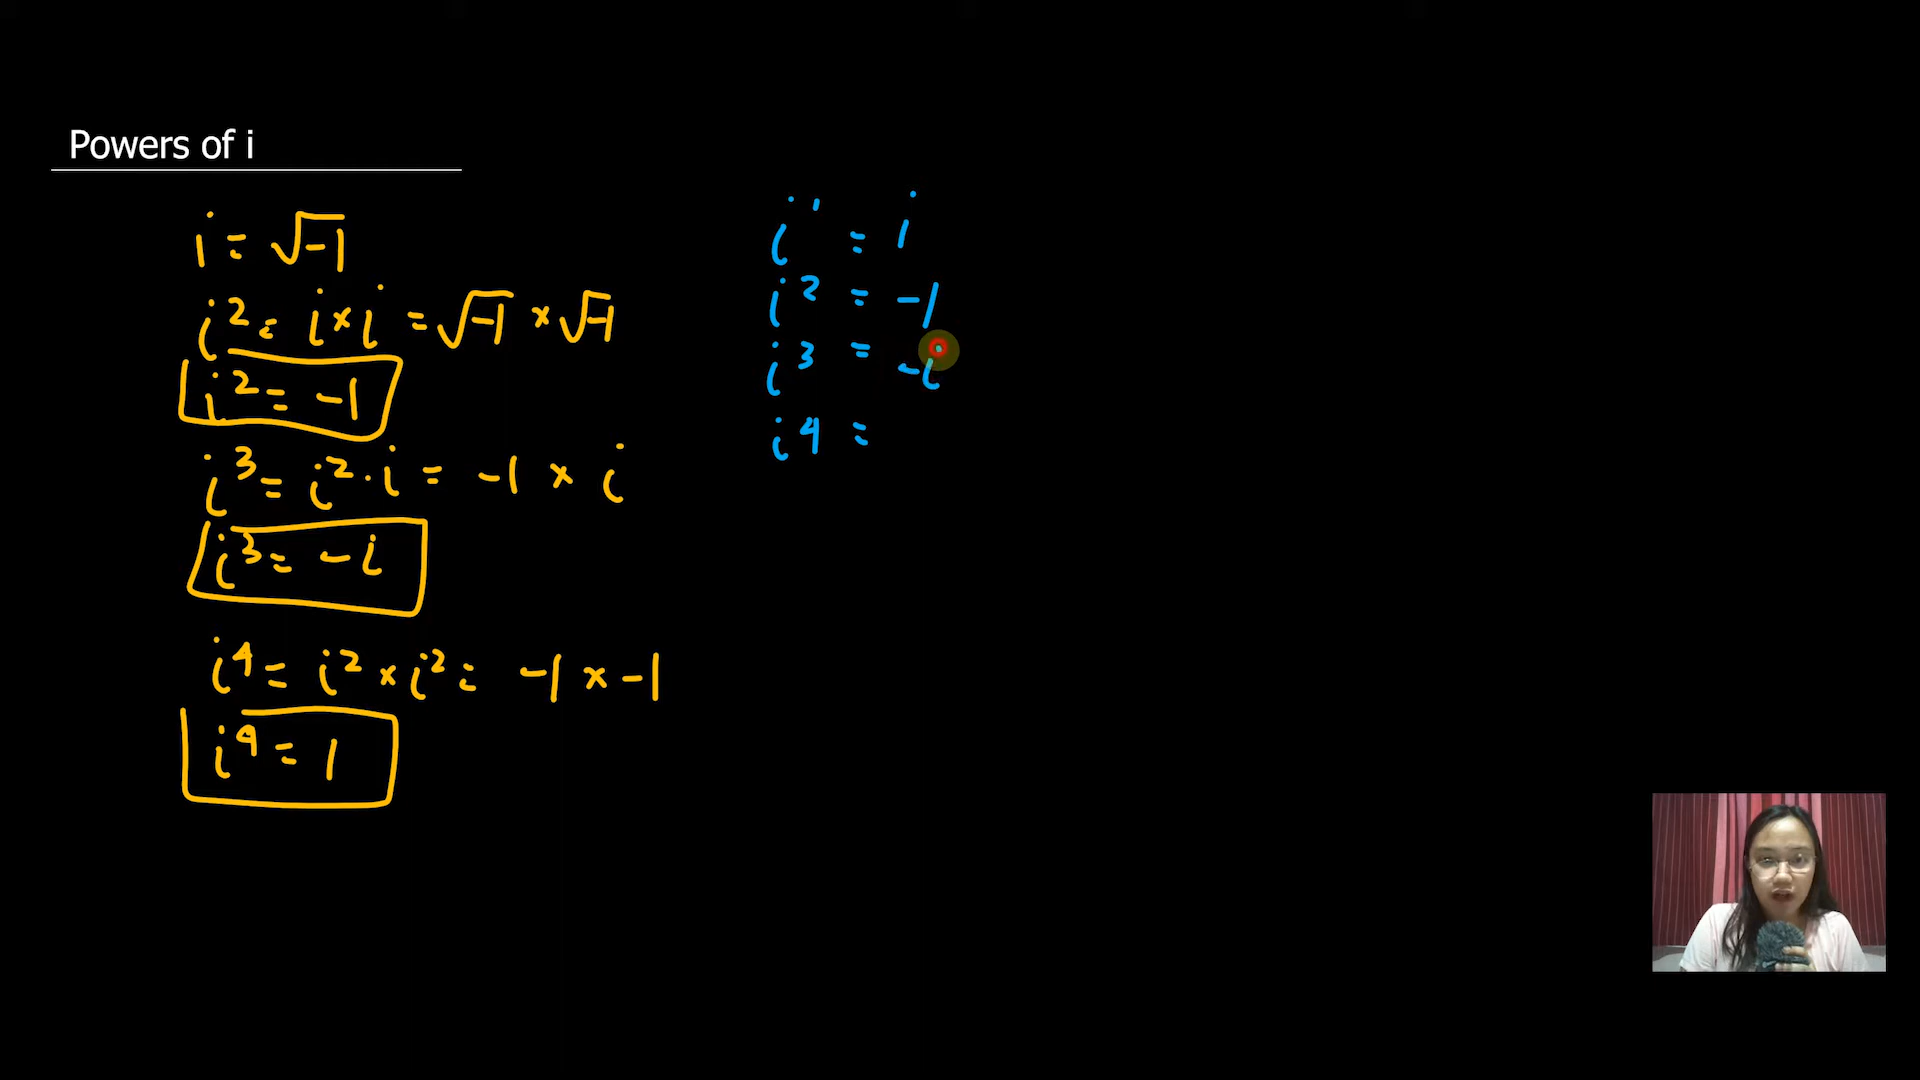 Powers of i
i = √-1
i² = i × i = √-1 × √-1
i² = -1
i³ = i² · i = -1 × i
i³ = -i
i⁴ = i² × i² = -1 × -1
i⁴ = 1
i¹ = i
i² = -1
i³ = -i
i⁴ =